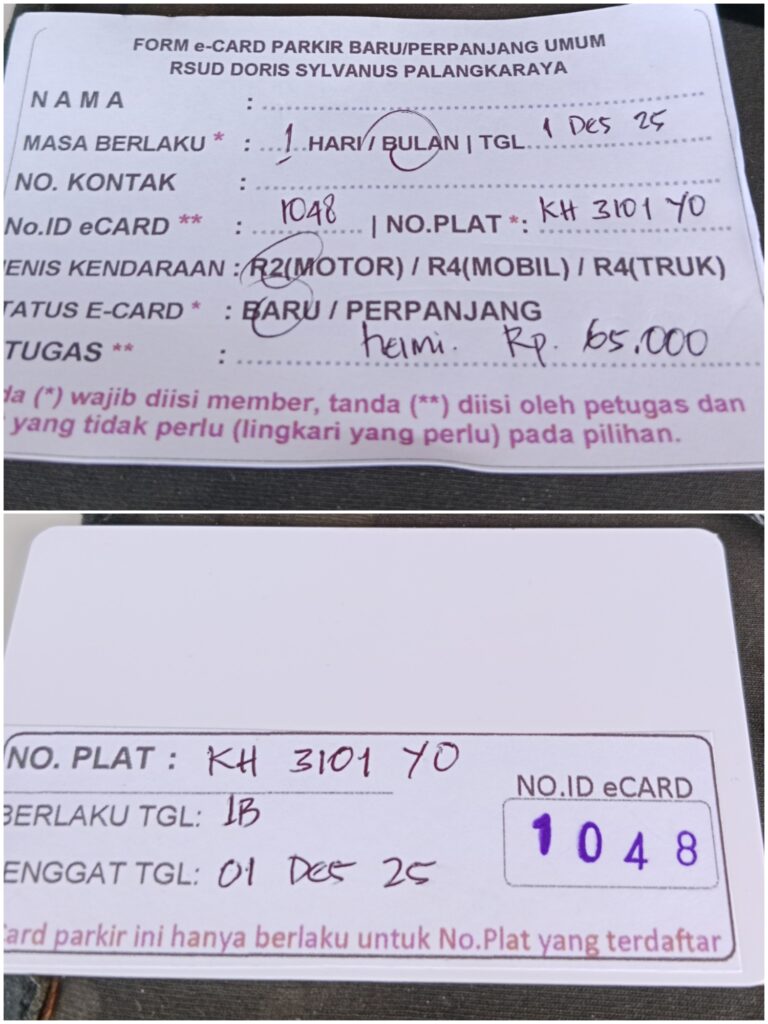 FORM e-CARD PARKIR BARU/PERPANJANG UMUM
RSUD DORIS SYLVANUS PALANGKARAYA
N A M A :
MASA BERLAKU * : 1 HARI / BULAN | TGL 1 Des 25
NO. KONTAK :
No.ID eCARD ** : 1048 | NO.PLAT *: KH 3101 YO
ENIS KENDARAAN : R2(MOTOR) / R4(MOBIL) / R4(TRUK)
TATUS E-CARD * : BARU / PERPANJANG
TUGAS ** : helmi. Rp. 65.000
da (*) wajib diisi member, tanda (**) diisi oleh petugas dan
yang tidak perlu (lingkari yang perlu) pada pilihan.
NO. PLAT : KH 3101 YO
BERLAKU TGL: 1B
ENGGAT TGL: 01 Des 25
NO.ID eCARD
1048
Card parkir ini hanya berlaku untuk No.Plat yang terdaftar